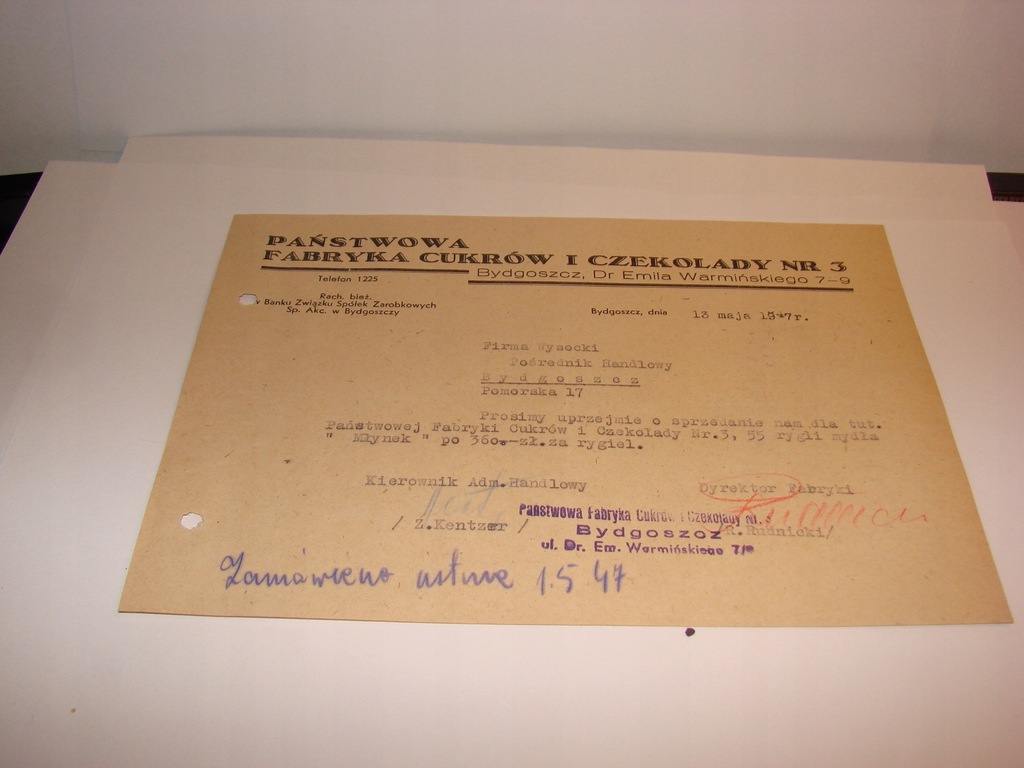 PAŃSTWOWA
FABRYKA CUKRÓW I CZEKOLADY NR 3
Bydgoszcz, Dr Emila Warmińskiego 7-9
Telefon 1225
Rach. bież.
w Banku Związku Spółek Zarobkowych
Sp. Akc. w Bydgoszczy
Bydgoszcz, dnia 13 maja 1947r.
Firma Wysocki
Pośrednik Handlowy
B y d g o s z c z
Pomorska 17
Prosimy uprzejmie o sprzedanie nam dla tut.
Państwowej Fabryki Cukrów i Czekolady Nr.3, 55 rygli mydła
" Młynek " po 360.-zł.za rygiel.
Kierownik Adm.Handlowy
Dyrektor Fabryki
/ Z.Kentzer /
R.Rudnicki/
Państwowa Fabryka Cukrów i Czekolady Nr. 3
Bydgoszcz
ul. Dr. Em. Warmińskiego 7/9
Zamówiono ustnie 1.5 47